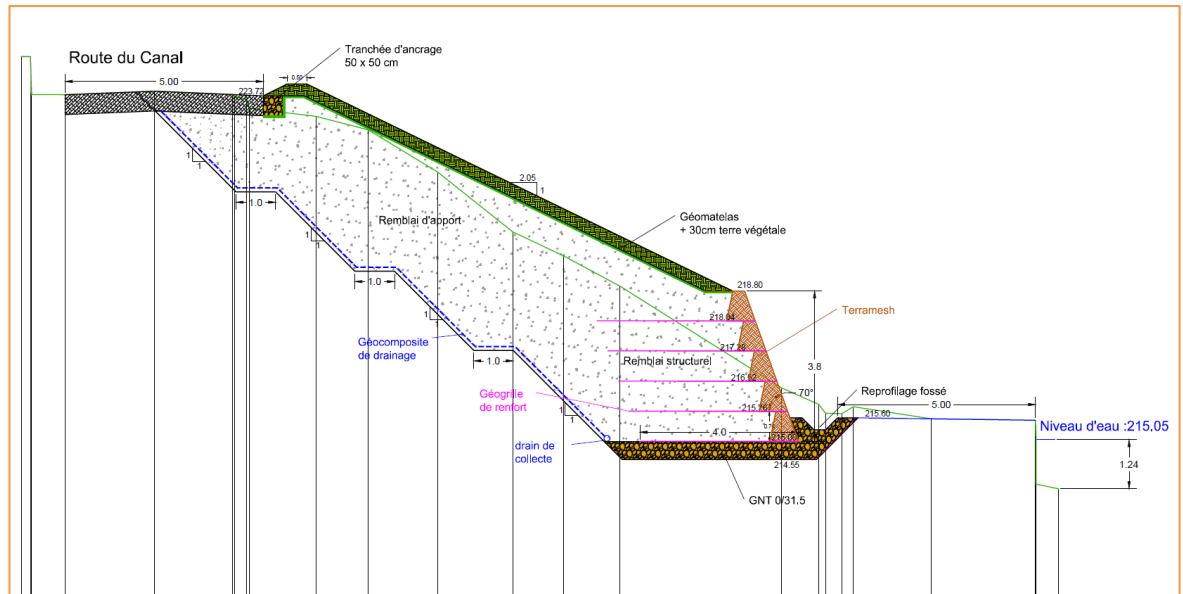 Route du Canal
Tranchée d'ancrage
50 x 50 cm
5.00
0.50
223.72
1
1
2.05
1
1.0
Remblai d'apport
Géomatelas
+ 30cm terre végétale
1
1
1.0
218.80
218.04
Terramesh
1
1
Géocomposite
de drainage
217.28
1.0
Remblai structurel
3.8
216.52
70°
Reprofilage fossé
Géogrille
de renfort
5.00
215.76
215.60
1
1
4.0
0.76
Niveau d'eau :215.05
drain de
collecte
215.00
214.55
1.24
GNT 0/31.5